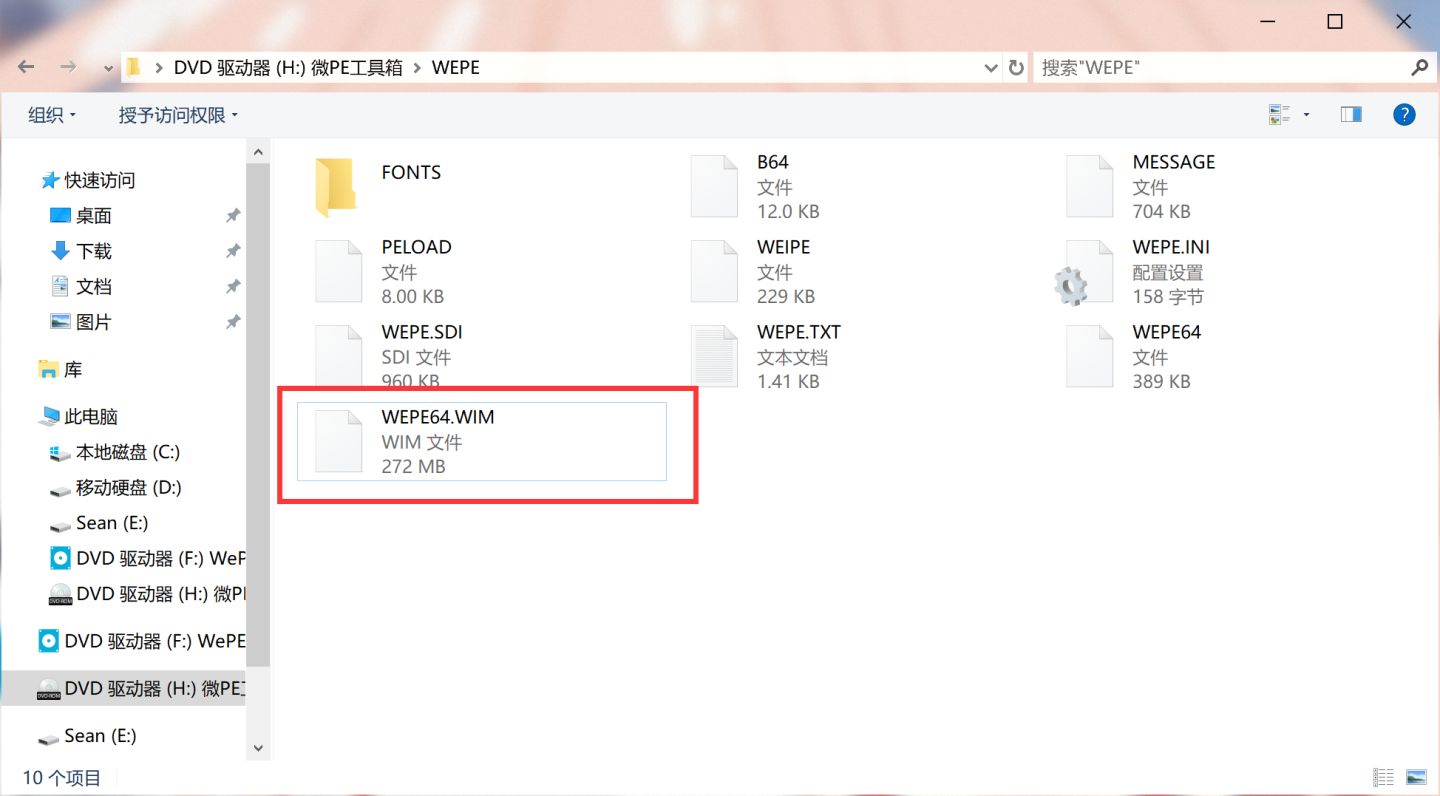 DVD 驱动器 (H:) 微PE工具箱 > WEPE
搜索"WEPE"
组织
授予访问权限
?
快速访问
桌面
下载
文档
图片
库
此电脑
本地磁盘 (C:)
移动硬盘 (D:)
Sean (E:)
DVD 驱动器 (F:) WeP
DVD 驱动器 (H:) 微PI
DVD 驱动器 (F:) WePE
DVD 驱动器 (H:) 微PE工
Sean (E:)
FONTS
B64
文件
12.0 KB
MESSAGE
文件
704 KB
PELOAD
文件
8.00 KB
WEIPE
文件
229 KB
WEPE.INI
配置设置
158 字节
WEPE.SDI
SDI 文件
960 KB
WEPE.TXT
文本文档
1.41 KB
WEPE64
文件
389 KB
WEPE64.WIM
WIM 文件
272 MB
10 个项目